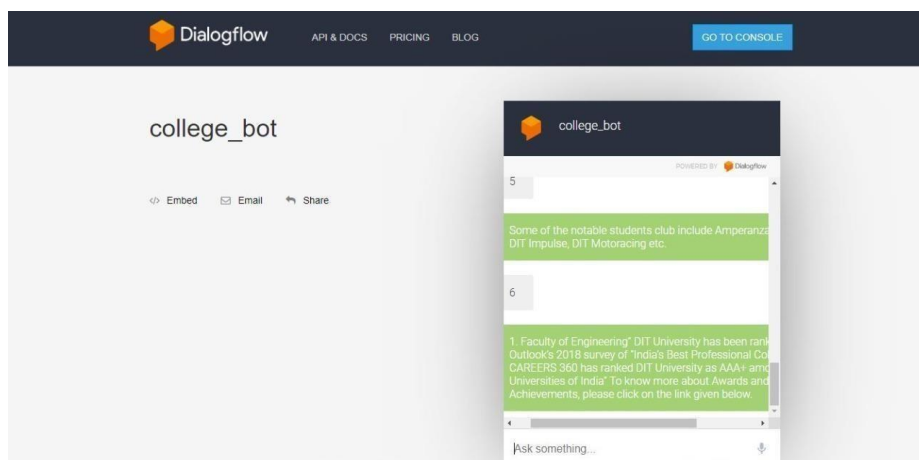 Dialogflow API & DOCS PRICING BLOG GO TO CONSOLE
college_bot
Embed Email Share
college_bot
POWERED BY Dialogflow
5
Some of the notable students club include Amperanza
DIT Impulse, DIT Motoracing etc.
6
1. Faculty of Engineering" DIT University has been rank
Outlook's 2018 survey of "India's Best Professional Co
CAREERS 360 has ranked DIT University as AAA+ amo
Universities of India" To know more about Awards and
Achievements, please click on the link given below.
Ask something...